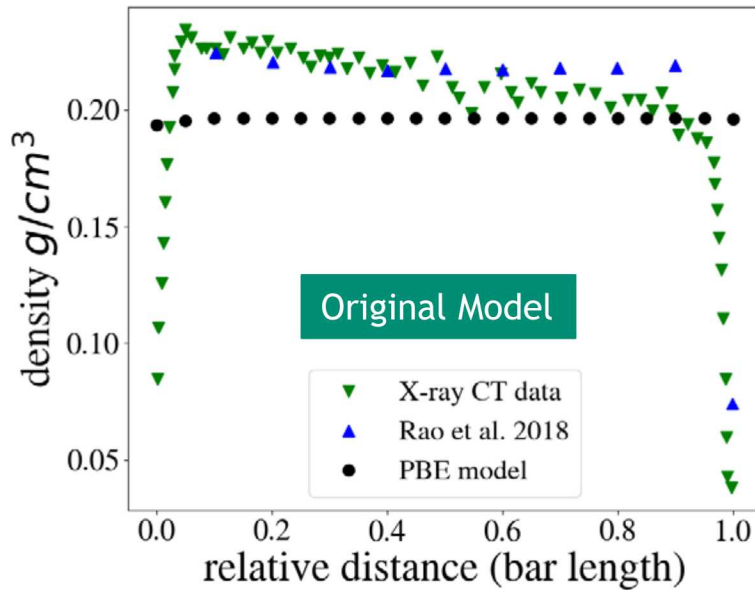 0.20
0.15
0.10
0.05
density g/cm³
Original Model
X-ray CT data
Rao et al. 2018
PBE model
0.0 0.2 0.4 0.6 0.8 1.0
relative distance (bar length)